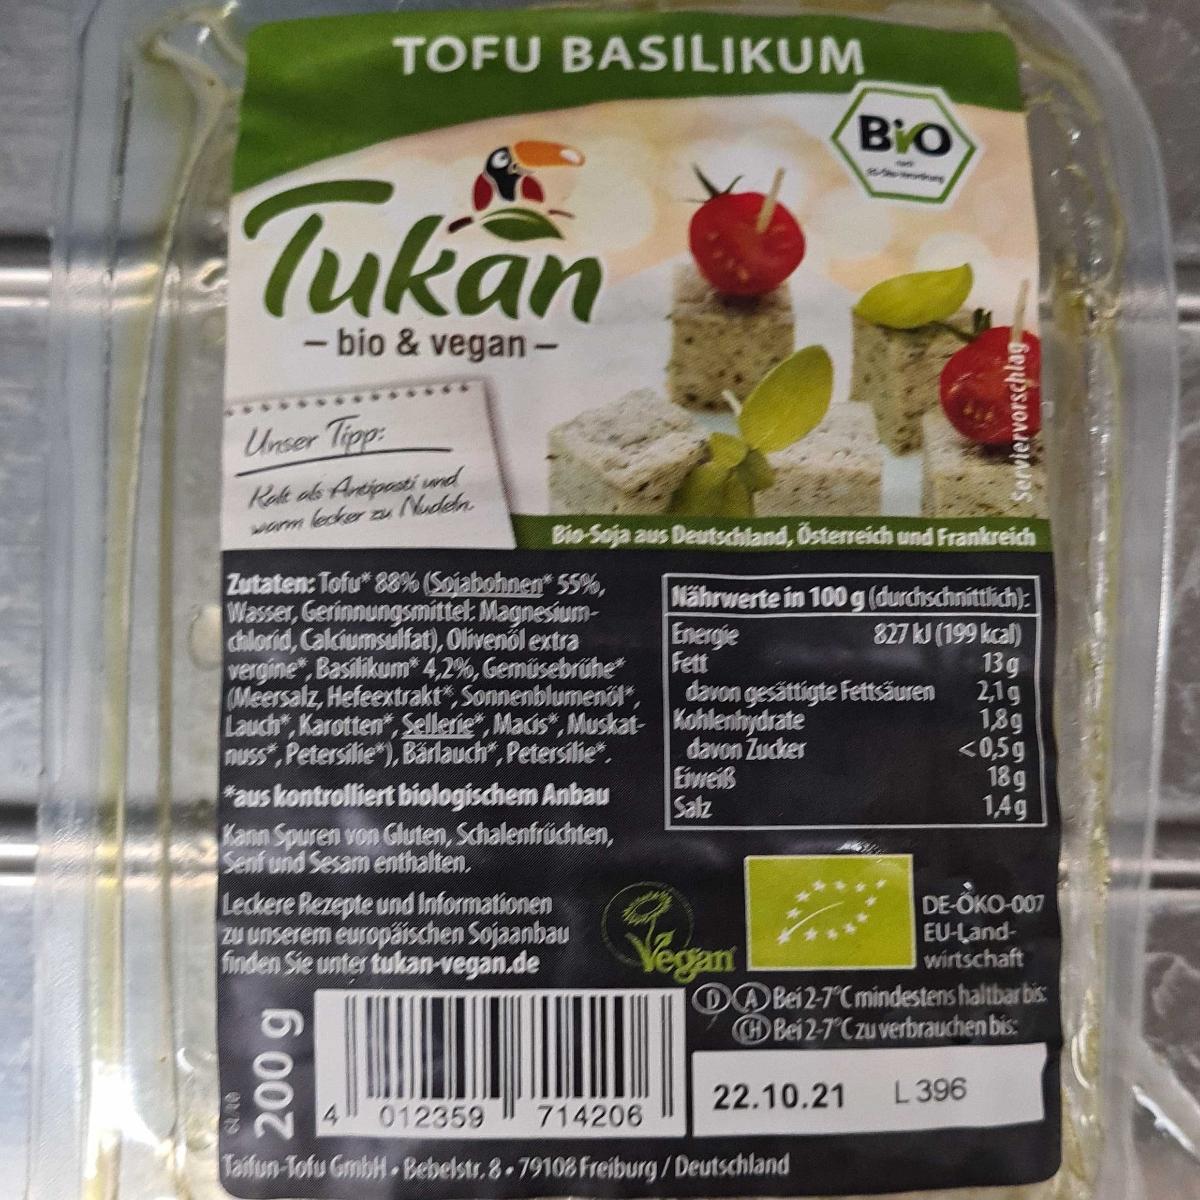 TOFU BASILIKUM
BiO
nach
EG-Öko-Verordnung
Tukan
– bio & vegan –
Unser Tipp:
Kalt als Antipasti und
warm lecker zu Nudeln.
Serviervorschlag
Bio-Soja aus Deutschland, Österreich und Frankreich
Zutaten: Tofu* 88% (Sojabohnen* 55%,
Wasser, Gerinnungsmittel: Magnesium-
chlorid, Calciumsulfat), Olivenöl extra
vergine*, Basilikum* 4,2%, Gemüsebrühe*
(Meersalz, Hefeextrakt*, Sonnenblumenöl*,
Lauch*, Karotten*, Sellerie*, Macis*, Muskat-
nuss*, Petersilie*), Bärlauch*, Petersilie*.
*aus kontrolliert biologischem Anbau
Kann Spuren von Gluten, Schalenfrüchten,
Senf und Sesam enthalten.
Leckere Rezepte und Informationen
zu unserem europäischen Sojaanbau
finden Sie unter tukan-vegan.de
Nährwerte in 100 g (durchschnittlich):
Energie 827 kJ (199 kcal)
Fett 13 g
davon gesättigte Fettsäuren 2,1 g
Kohlenhydrate 1,8 g
davon Zucker <0,5 g
Eiweiß 18 g
Salz 1,4 g
Vegan
DE-ÖKO-007
EU-Land-
wirtschaft
D A Bei 2-7°C mindestens haltbar bis:
CH Bei 2-7°C zu verbrauchen bis:
22.10.21 L 396
200 g
4 012359 714206
Taifun-Tofu GmbH • Bebelstr. 8 • 79108 Freiburg / Deutschland